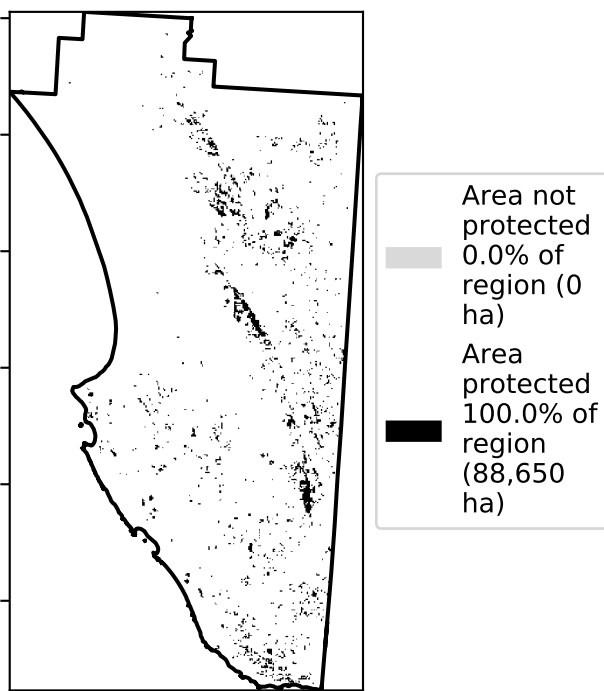 Area not
protected
0.0% of
region (0
ha)
Area
protected
100.0% of
region
(88,650
ha)